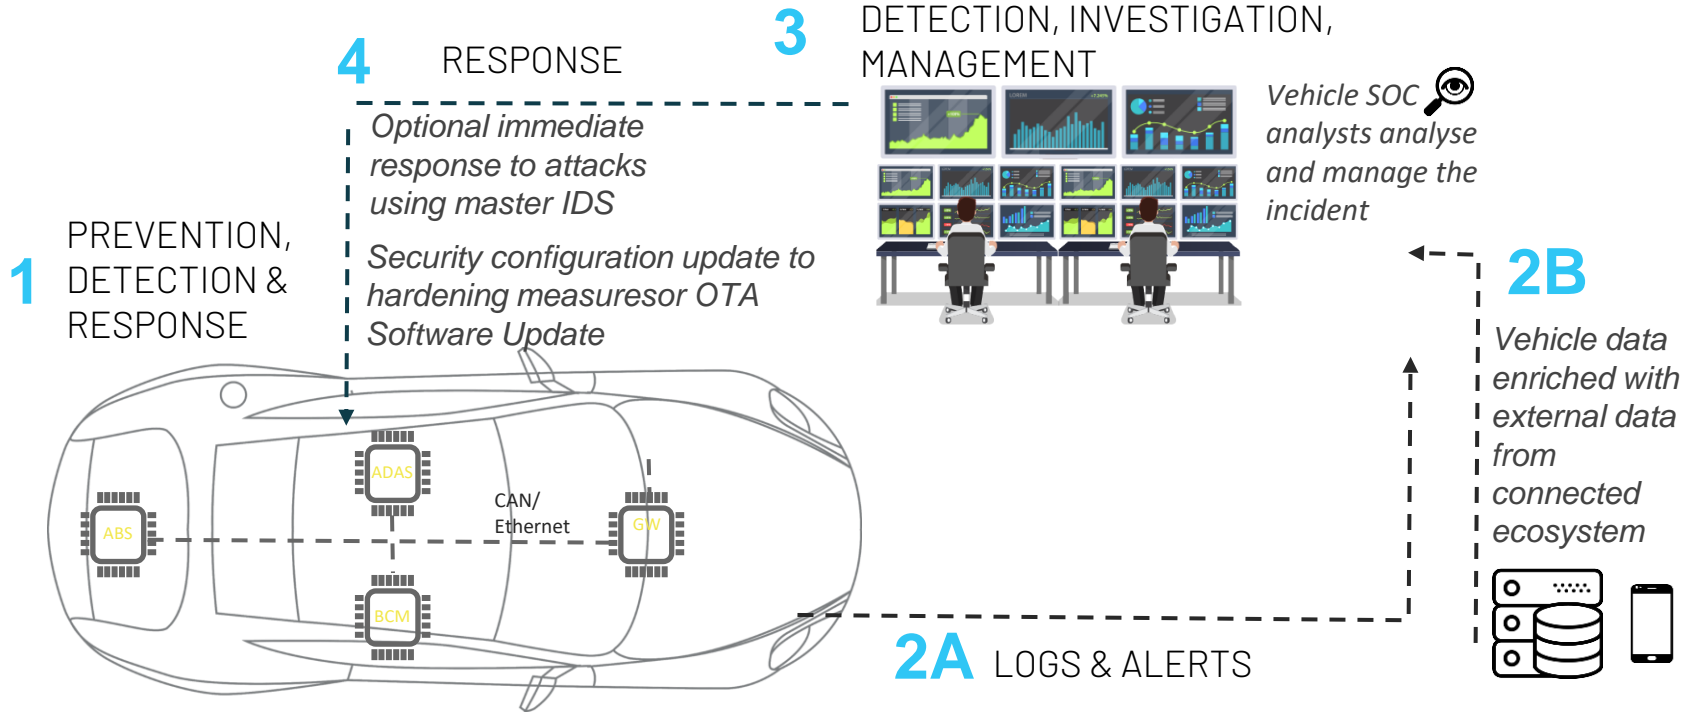 1
PREVENTION,
DETECTION &
RESPONSE
4
RESPONSE
Optional immediate
response to attacks
using master IDS
Security configuration update to
hardening measuresor OTA
Software Update
3
DETECTION, INVESTIGATION,
MANAGEMENT
Vehicle SOC
analysts analyse
and manage the
incident
2B
Vehicle data
enriched with
external data
from
connected
ecosystem
ABS
ADAS
BCM
CAN/
Ethernet
GW
2A LOGS & ALERTS